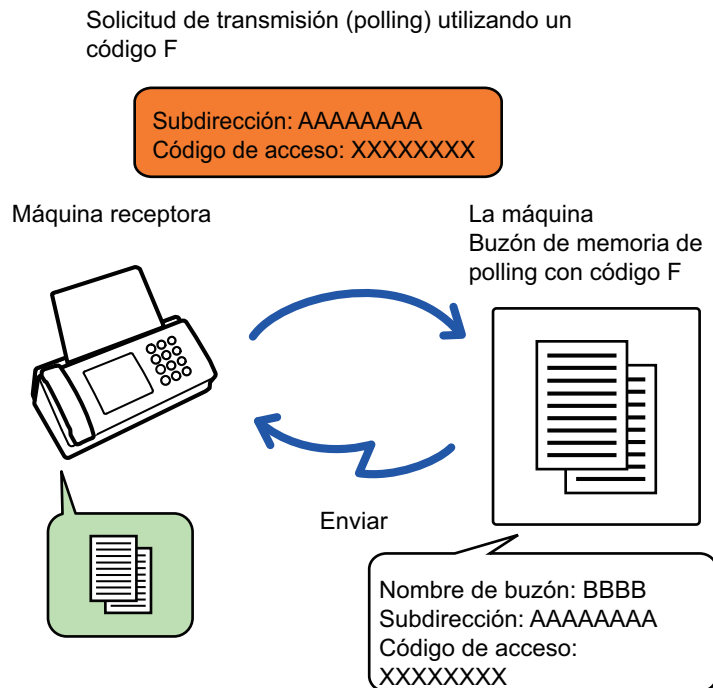 Solicitud de transmisión (polling) utilizando un
código F
Subdirección: AAAAAAAA
Código de acceso: XXXXXXXX
Máquina receptora
La máquina
Buzón de memoria de
polling con código F
Enviar
Nombre de buzón: BBBB
Subdirección: AAAAAAAA
Código de acceso:
XXXXXXXX